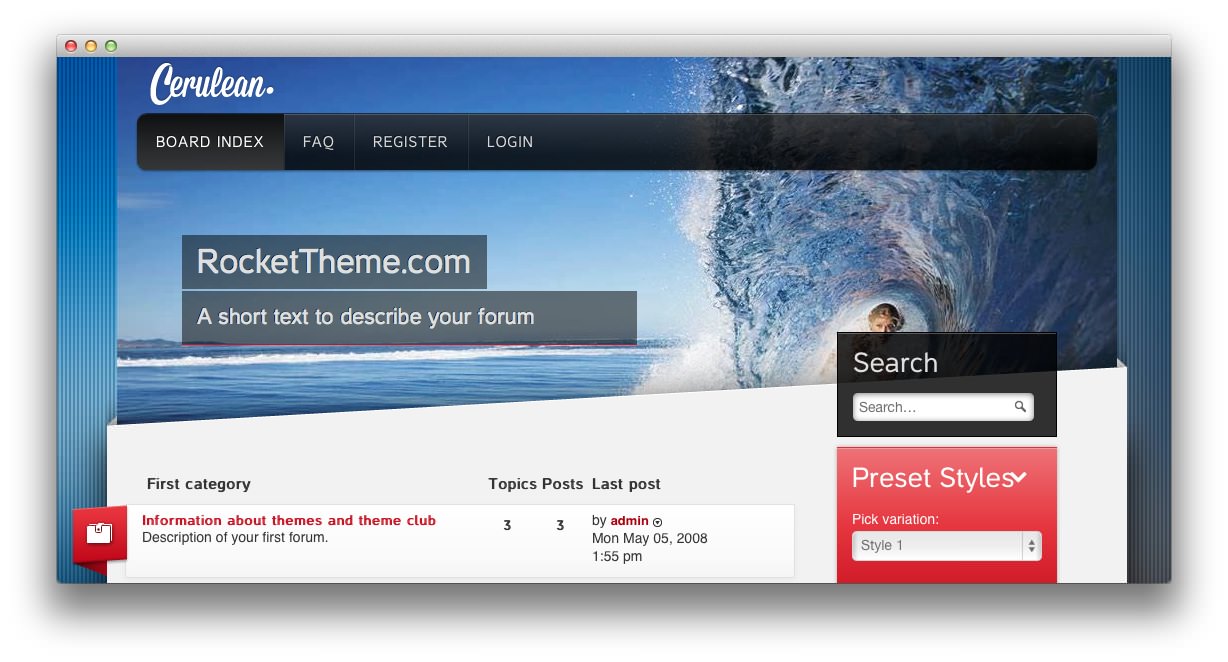 Cerulean.
BOARD INDEX FAQ REGISTER LOGIN
RocketTheme.com
A short text to describe your forum
Search
Search...
Preset Styles
Pick variation:
Style 1
First category Topics Posts Last post
Information about themes and theme club 3 3 by admin
Description of your first forum.
Mon May 05, 2008
1:55 pm